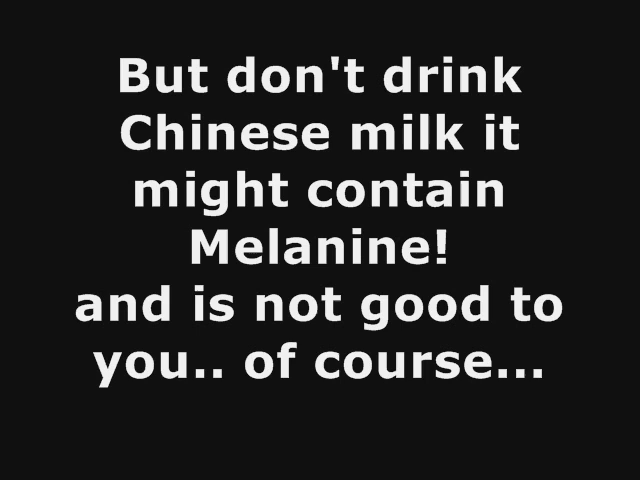 But don't drink
Chinese milk it
might contain
Melanine!
and is not good to
you.. of course...